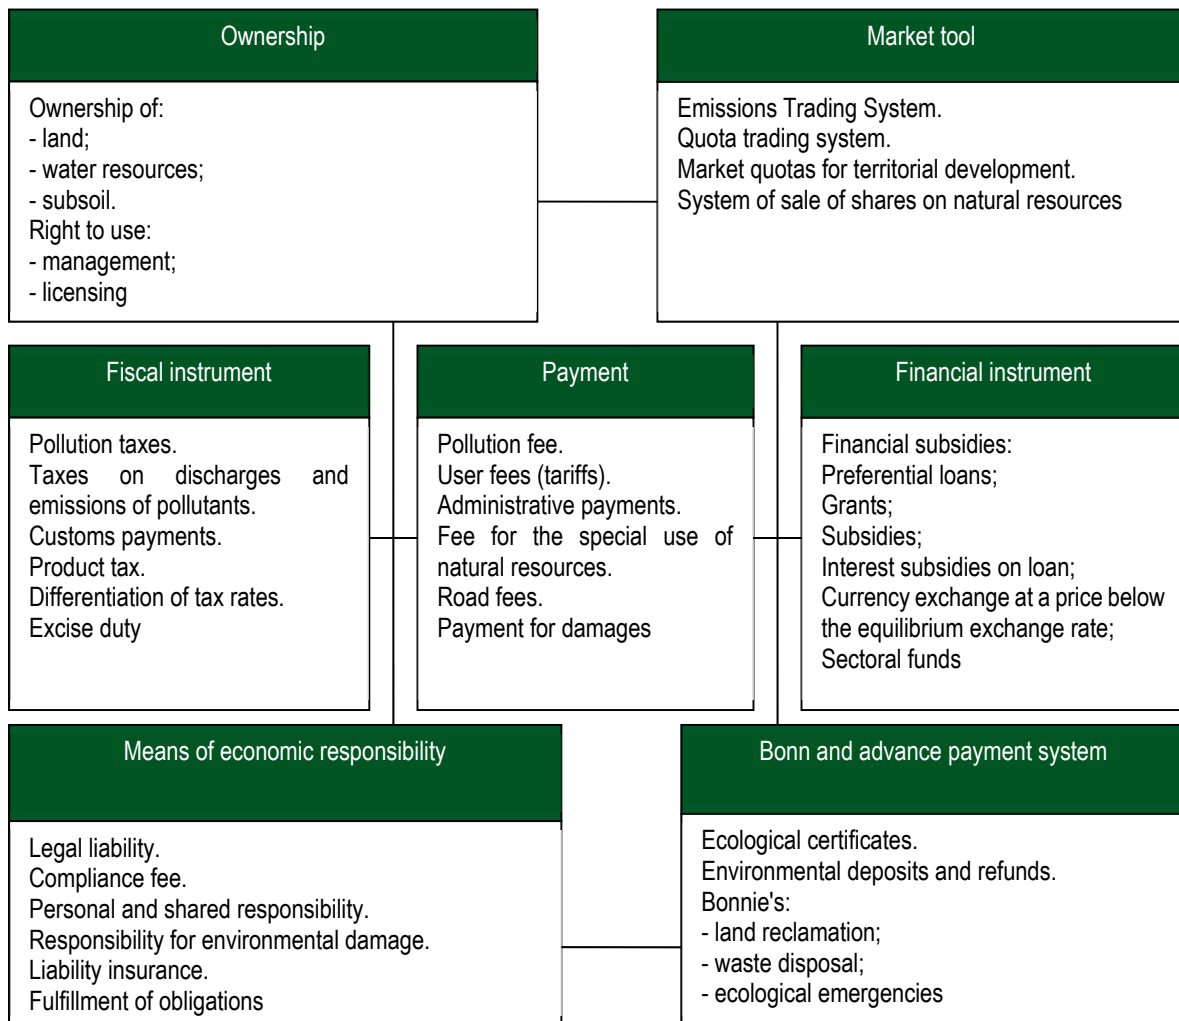 Ownership
Ownership of:
- land;
- water resources;
- subsoil.
Right to use:
- management;
- licensing
Market tool
Emissions Trading System.
Quota trading system.
Market quotas for territorial development.
System of sale of shares on natural resources
Fiscal instrument
Pollution taxes.
Taxes on discharges and
emissions of pollutants.
Customs payments.
Product tax.
Differentiation of tax rates.
Excise duty
Payment
Pollution fee.
User fees (tariffs).
Administrative payments.
Fee for the special use of
natural resources.
Road fees.
Payment for damages
Financial instrument
Financial subsidies:
Preferential loans;
Grants;
Subsidies;
Interest subsidies on loan;
Currency exchange at a price below
the equilibrium exchange rate;
Sectoral funds
Means of economic responsibility
Legal liability.
Compliance fee.
Personal and shared responsibility.
Responsibility for environmental damage.
Liability insurance.
Fulfillment of obligations
Bonn and advance payment system
Ecological certificates.
Environmental deposits and refunds.
Bonnie's:
- land reclamation;
- waste disposal;
- ecological emergencies